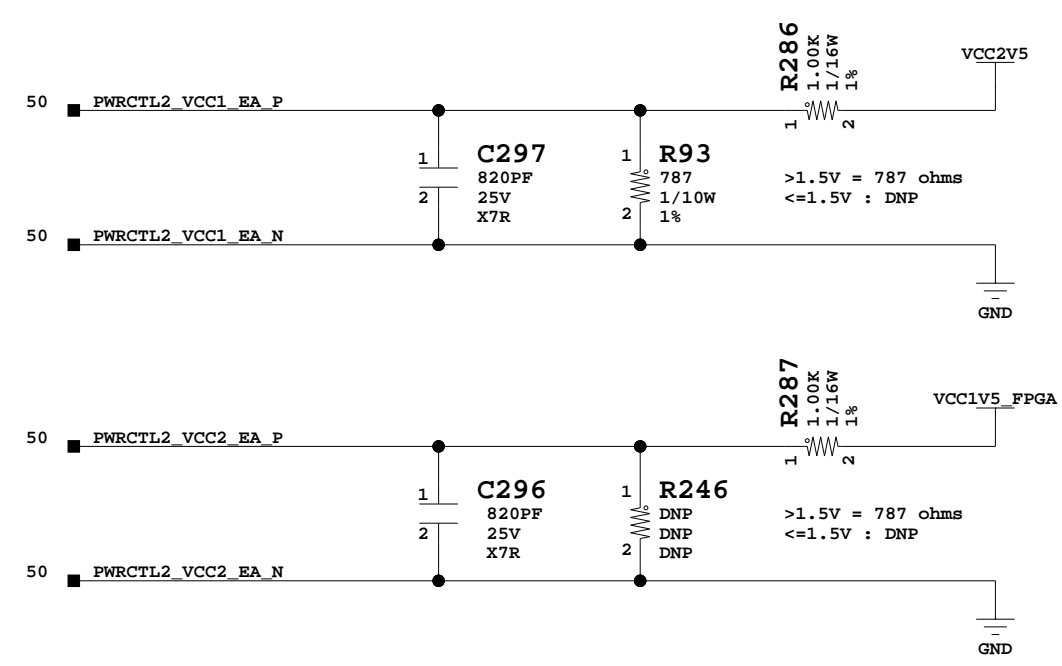 R286
1.00K
1/16W
1%
VCC2V5
50
PWRCTL2_VCC1_EA_P
1
2
1
C297
820PF
25V
X7R
2
1
R93
787
1/10W
1%
2
>1.5V = 787 ohms
<=1.5V : DNP
50
PWRCTL2_VCC1_EA_N
GND
R287
1.00K
1/16W
1%
VCC1V5_FPGA
50
PWRCTL2_VCC2_EA_P
1
2
1
C296
820PF
25V
X7R
2
1
R246
DNP
DNP
DNP
2
>1.5V = 787 ohms
<=1.5V : DNP
50
PWRCTL2_VCC2_EA_N
GND